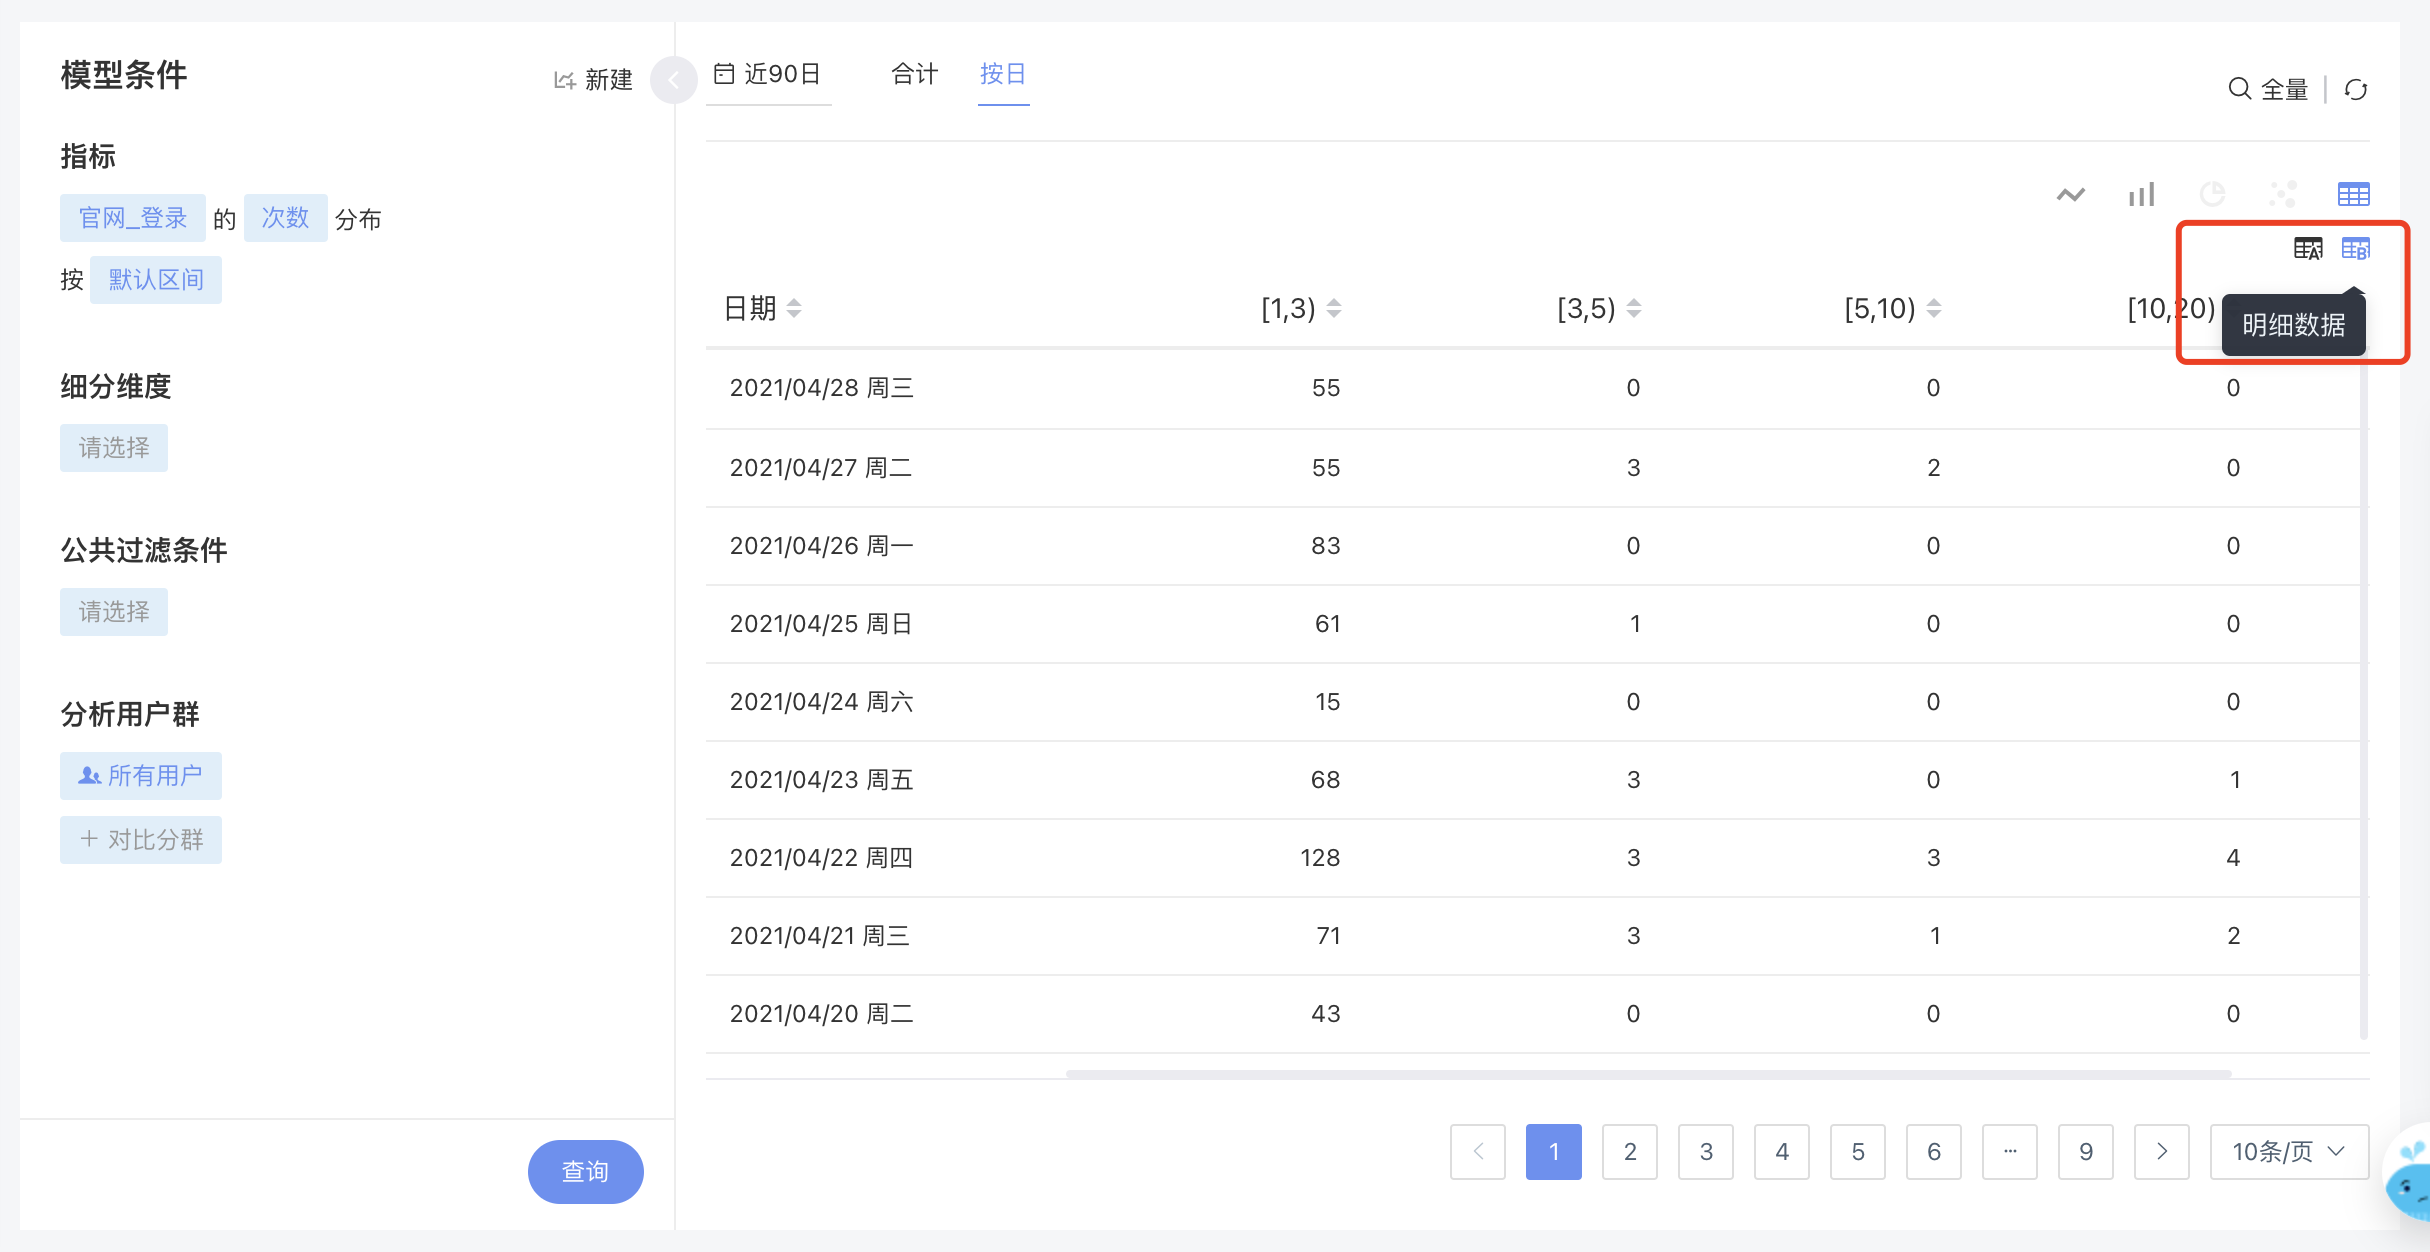 模型条件
新建
指标
官网_登录 的 次数 分布
按 默认区间
细分维度
请选择
公共过滤条件
请选择
分析用户群
所有用户
+ 对比分群
查询
近90日 合计 按日
全量
A B
明细数据
日期 [1,3) [3,5) [5,10) [10,20)
2021/04/28 周三 55 0 0 0
2021/04/27 周二 55 3 2 0
2021/04/26 周一 83 0 0 0
2021/04/25 周日 61 1 0 0
2021/04/24 周六 15 0 0 0
2021/04/23 周五 68 3 0 1
2021/04/22 周四 128 3 3 4
2021/04/21 周三 71 3 1 2
2021/04/20 周二 43 0 0 0
1 2 3 4 5 6 ··· 9 10条/页